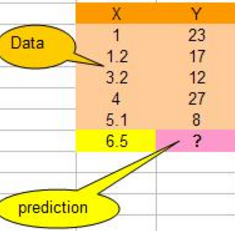 X Y
Data
1 23
1.2 17
3.2 12
4 27
5.1 8
6.5 ?
prediction